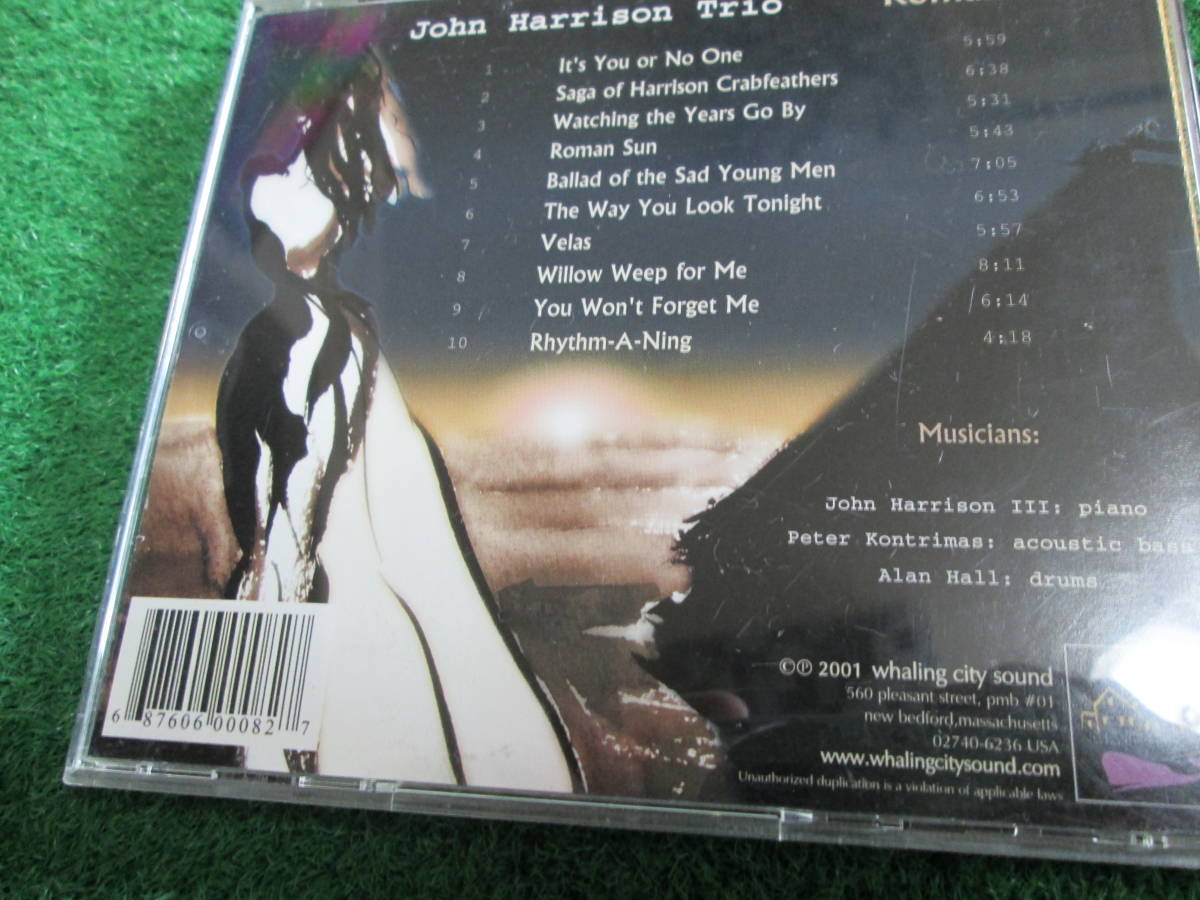 John Harrison Trio
1 It's You or No One 5:59
2 Saga of Harrison Crabfeathers 6:38
3 Watching the Years Go By 5:31
4 Roman Sun 5:43
5 Ballad of the Sad Young Men 7:05
6 The Way You Look Tonight 6:53
7 Velas 5:57
8 Willow Weep for Me 8:11
9 You Won't Forget Me 6:14
10 Rhythm-A-Ning 4:18
Musicians:
John Harrison III: piano
Peter Kontrimas: acoustic bass
Alan Hall: drums
©℗ 2001 whaling city sound
560 pleasant street, pmb #01
new bedford,massachusetts
02740-6236 USA
www.whalingcitysound.com
Unauthorized duplication is a violation of applicable laws
6 87606 00082 7